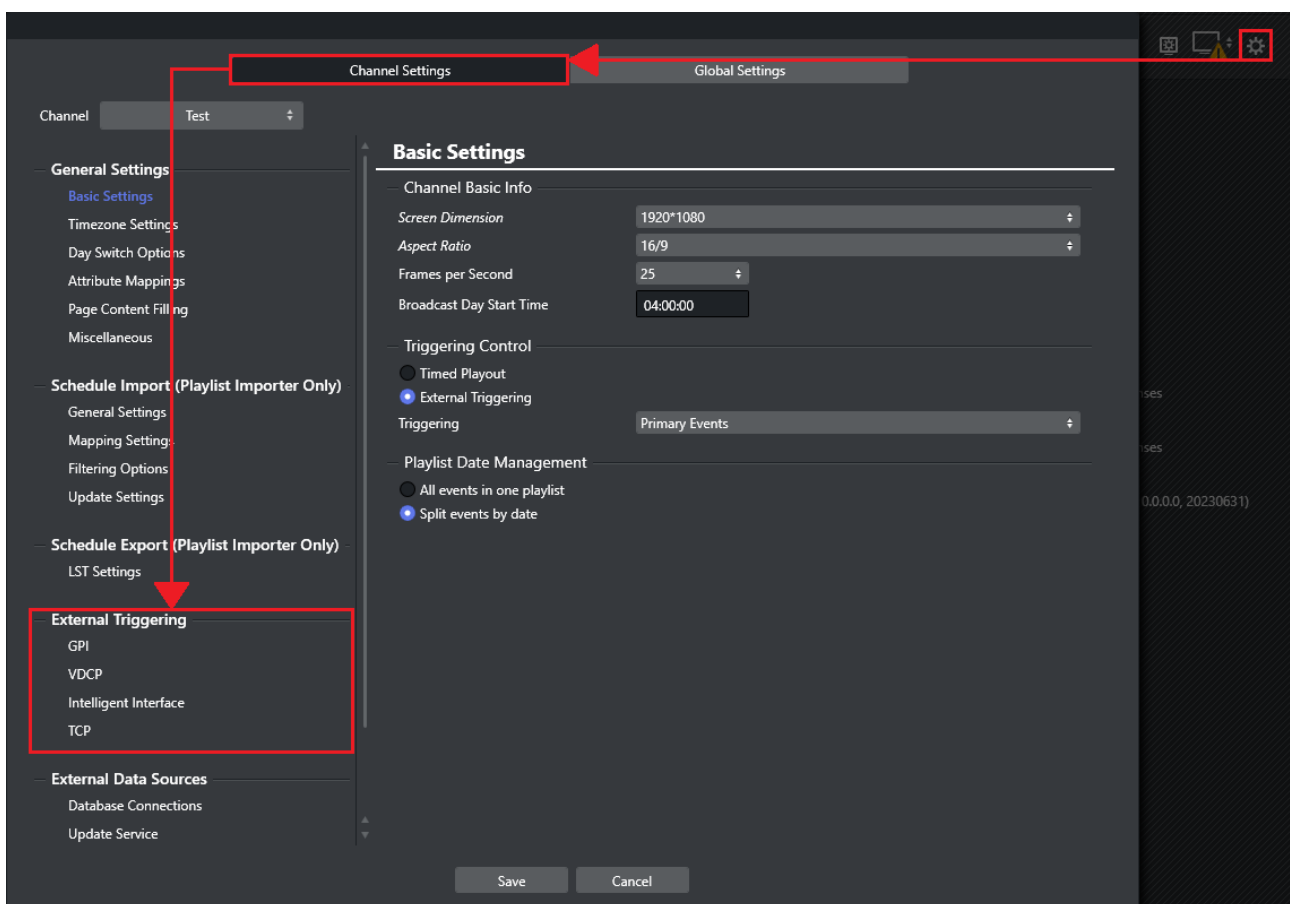 Channel Settings
Global Settings
Channel
Test
General Settings
Basic Settings
Timezone Settings
Day Switch Options
Attribute Mappings
Page Content Filling
Miscellaneous
Schedule Import (Playlist Importer Only)
General Settings
Mapping Settings
Filtering Options
Update Settings
Schedule Export (Playlist Importer Only)
LST Settings
External Triggering
GPI
VDCP
Intelligent Interface
TCP
External Data Sources
Database Connections
Update Service
Basic Settings
Channel Basic Info
Screen Dimension 1920*1080
Aspect Ratio 16/9
Frames per Second 25
Broadcast Day Start Time 04:00:00
Triggering Control
Timed Playout
External Triggering
Triggering Primary Events
Playlist Date Management
All events in one playlist
Split events by date
Save
Cancel
0.0.0.0, 20230631)